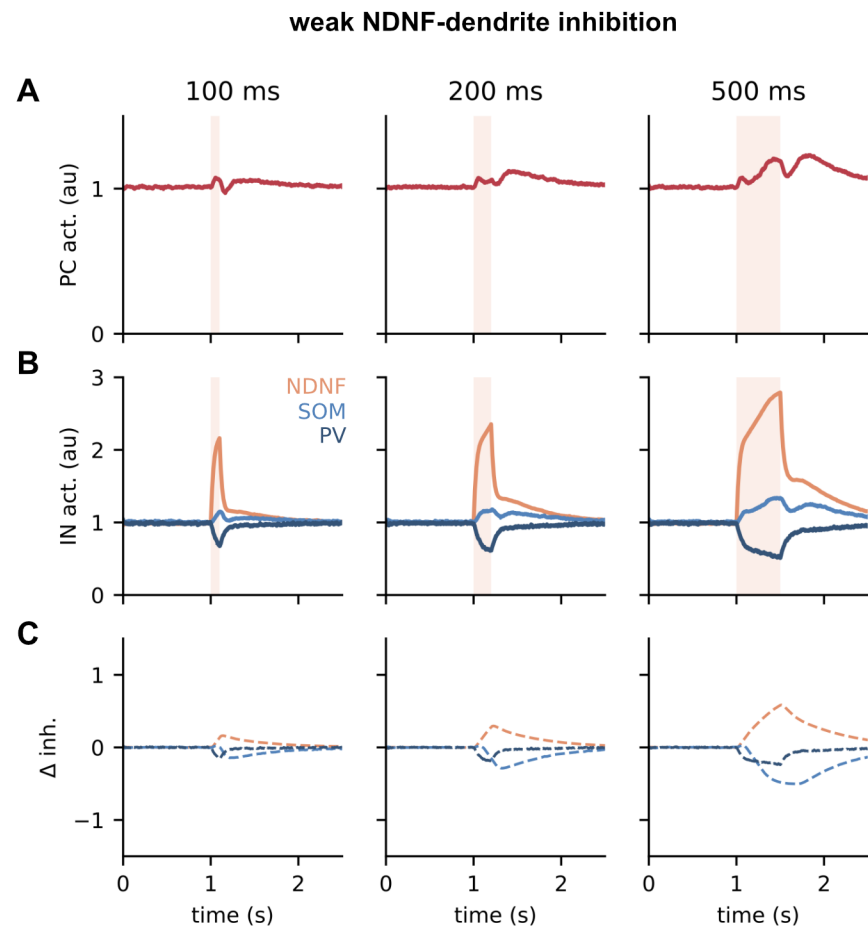 weak NDNF-dendrite inhibition
A
100 ms
200 ms
500 ms
PC act. (au)
1
0
B
IN act. (au)
3
2
1
0
NDNF
SOM
PV
C
Δ inh.
1
0
−1
0 1 2
0 1 2
0 1 2
time (s)
time (s)
time (s)